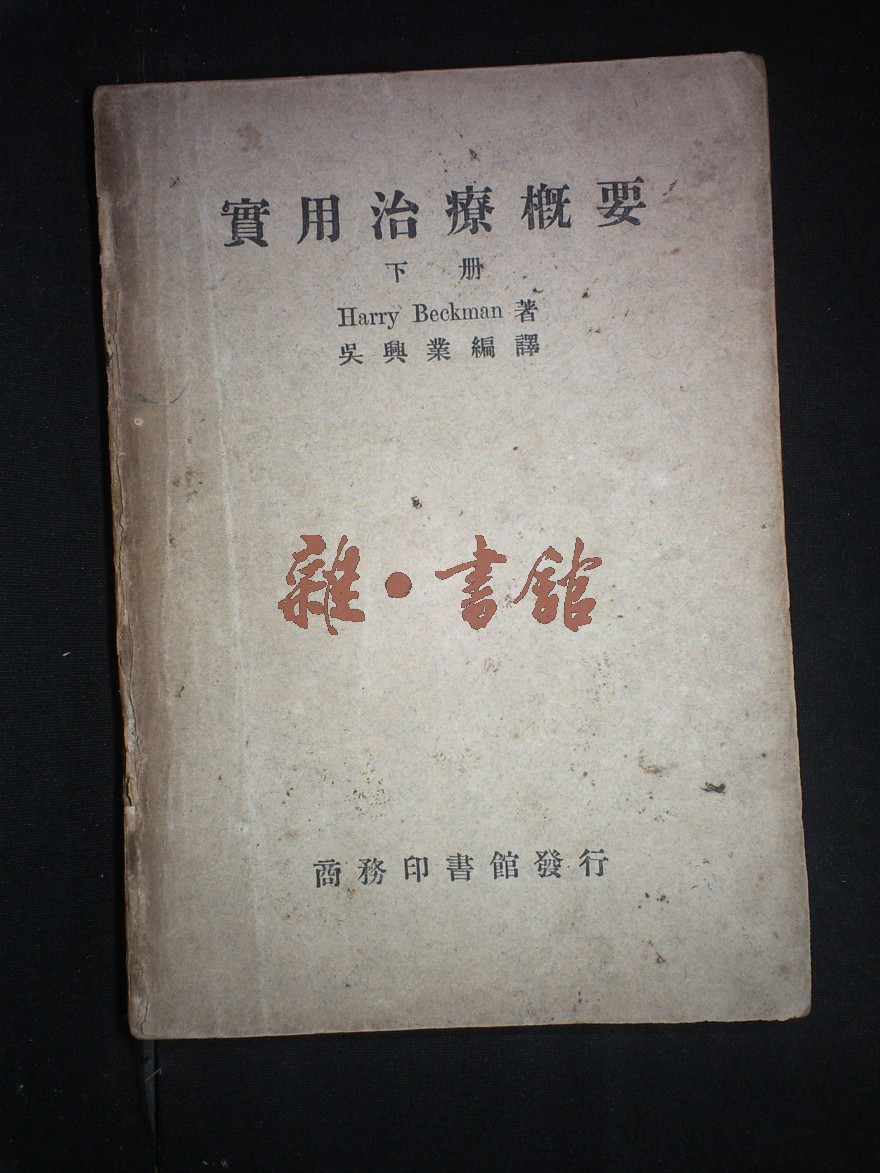 實用治療概要
下册
Harry Beckman 著
吳興業編譯
雜·書館
商務印書館發行